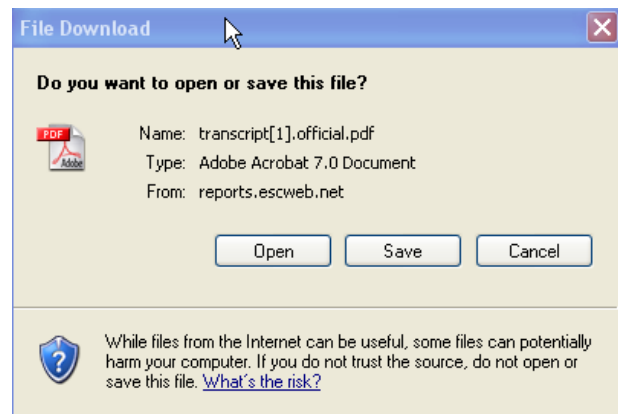 File Download
Do you want to open or save this file?
PDF
Adobe
Name: transcript[1].official.pdf
Type: Adobe Acrobat 7.0 Document
From: reports.escweb.net
Open Save Cancel
While files from the Internet can be useful, some files can potentially
harm your computer. If you do not trust the source, do not open or
save this file. What's the risk?